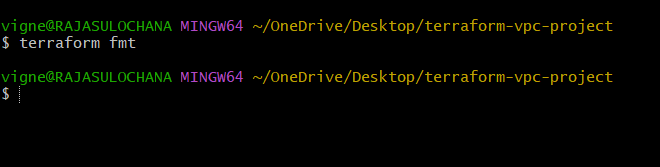 vigne@RAJASULOCHANA MINGW64 ~/OneDrive/Desktop/terraform-vpc-project
$ terraform fmt
vigne@RAJASULOCHANA MINGW64 ~/OneDrive/Desktop/terraform-vpc-project
$